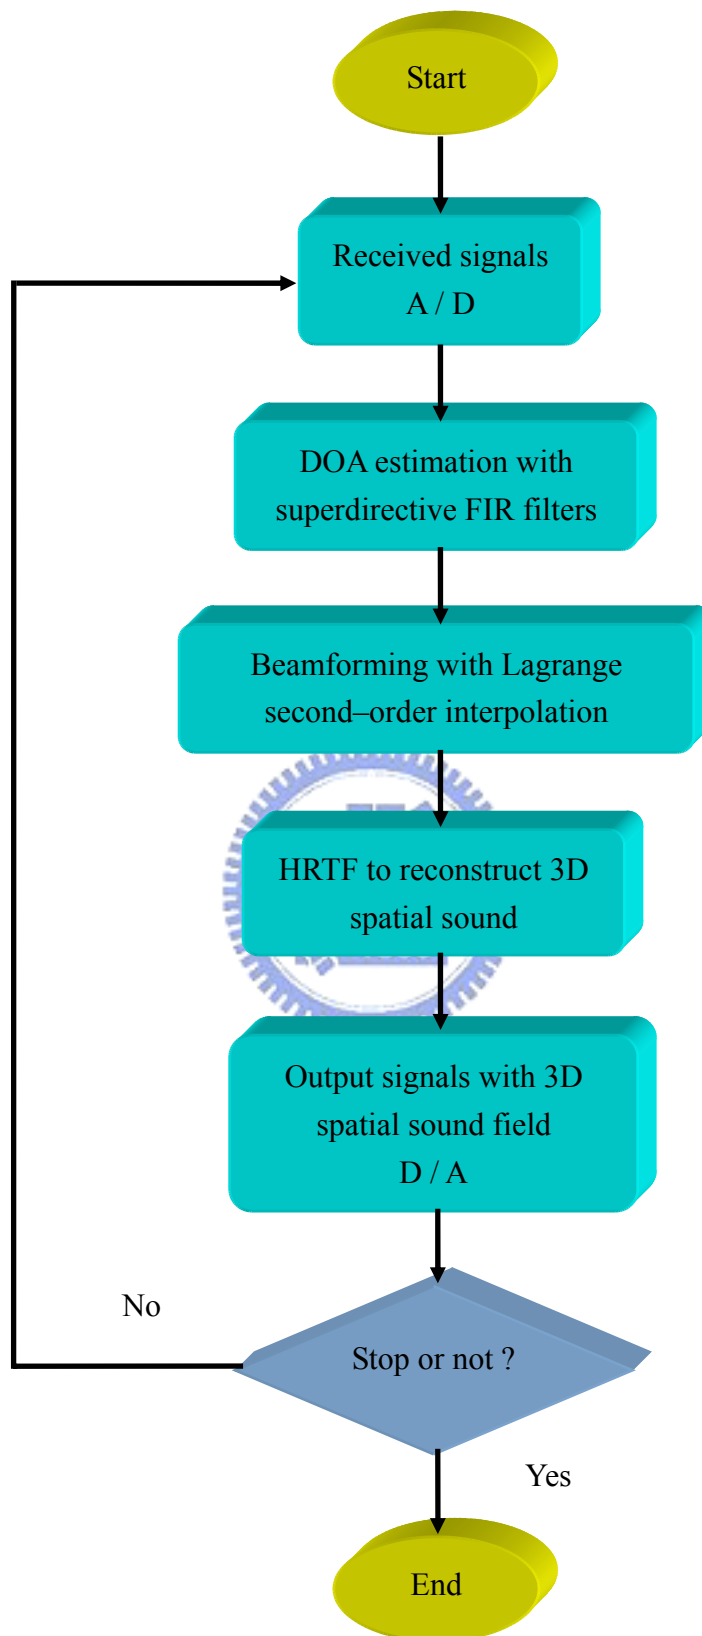 Start
Received signals
A / D
DOA estimation with
superdirective FIR filters
Beamforming with Lagrange
second–order interpolation
HRTF to reconstruct 3D
spatial sound
Output signals with 3D
spatial sound field
D / A
No
Stop or not ?
Yes
End